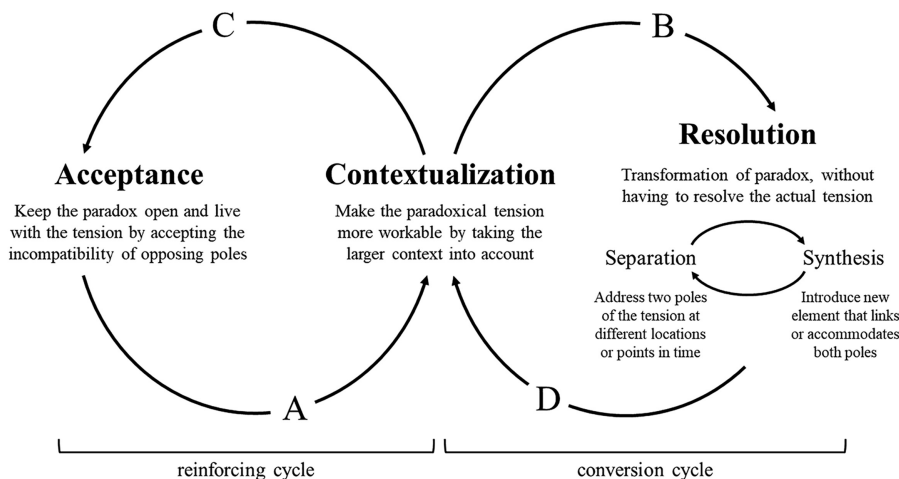 C
B
Resolution
Acceptance
Contextualization
Transformation of paradox, without
having to resolve the actual tension
Keep the paradox open and live
with the tension by accepting the
incompatibility of opposing poles
Make the paradoxical tension
more workable by taking the
larger context into account
Separation
Synthesis
Address two poles
of the tension at
different locations
or points in time
Introduce new
element that links
or accommodates
both poles
A
D
reinforcing cycle
conversion cycle